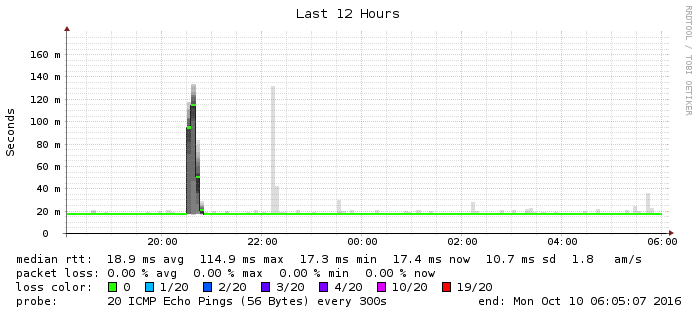 Last 12 Hours
RRDTOOL / TOBI OETIKER
Seconds
160 m
140 m
120 m
100 m
80 m
60 m
40 m
20 m
0
20:00 22:00 00:00 02:00 04:00 06:00
median rtt: 18.9 ms avg 114.9 ms max 17.3 ms min 17.4 ms now 10.7 ms sd 1.8 am/s
packet loss: 0.00 % avg 0.00 % max 0.00 % min 0.00 % now
loss color: 0 1/20 2/20 3/20 4/20 10/20 19/20
probe: 20 ICMP Echo Pings (56 Bytes) every 300s end: Mon Oct 10 06:05:07 2016